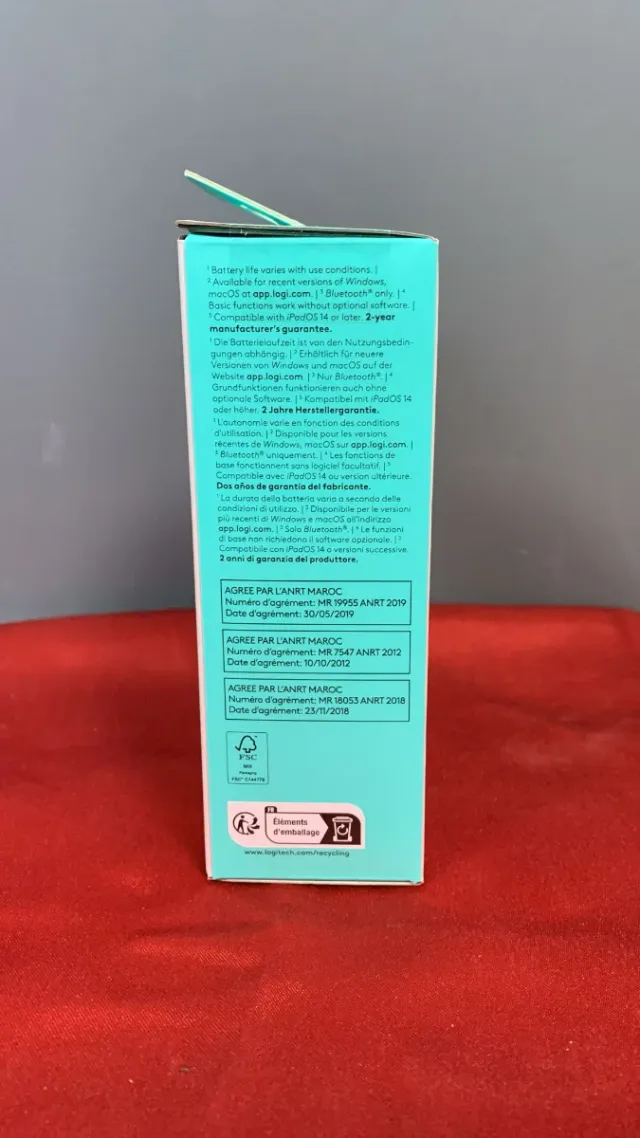 ¹ Battery life varies with use conditions. |
² Available for recent versions of Windows,
macOS at app.logi.com. | ³ Bluetooth® only. | ⁴
Basic functions work without optional software. |
⁵ Compatible with iPadOS 14 or later. 2-year
manufacturer's guarantee.
¹ Die Batterielaufzeit ist von den Nutzungsbedin-
gungen abhängig. | ² Erhältlich für neuere
Versionen von Windows und macOS auf der
Website app.logi.com. | ³ Nur Bluetooth®. | ⁴
Grundfunktionen funktionieren auch ohne
optionale Software. | ⁵ Kompatibel mit iPadOS 14
oder höher. 2 Jahre Herstellergarantie.
¹ L'autonomie varie en fonction des conditions
d'utilisation. | ² Disponible pour les versions
récentes de Windows, macOS sur app.logi.com. |
³ Bluetooth® uniquement. | ⁴ Les fonctions de
base fonctionnent sans logiciel facultatif. | ⁵
Compatible avec iPadOS 14 ou version ultérieure.
Dos años de garantía del fabricante.
¹ La durata della batteria varia a seconda delle
condizioni di utilizzo. | ² Disponibile per le versioni
più recenti di Windows e macOS all'indirizzo
app.logi.com. | ³ Solo Bluetooth®. | ⁴ Le funzioni
di base non richiedono il software opzionale. | ⁵
Compatibile con iPadOS 14 o versioni successive.
2 anni di garanzia del produttore.
AGREE PAR L'ANRT MAROC
Numéro d'agrément: MR 19955 ANRT 2019
Date d'agrément: 30/05/2019
AGREE PAR L'ANRT MAROC
Numéro d'agrément: MR 7547 ANRT 2012
Date d'agrément: 10/10/2012
AGREE PAR L'ANRT MAROC
Numéro d'agrément: MR 18053 ANRT 2018
Date d'agrément: 23/11/2018
FSC
MIX
Packaging
FR
Éléments
d'emballage
www.logitech.com/recycling